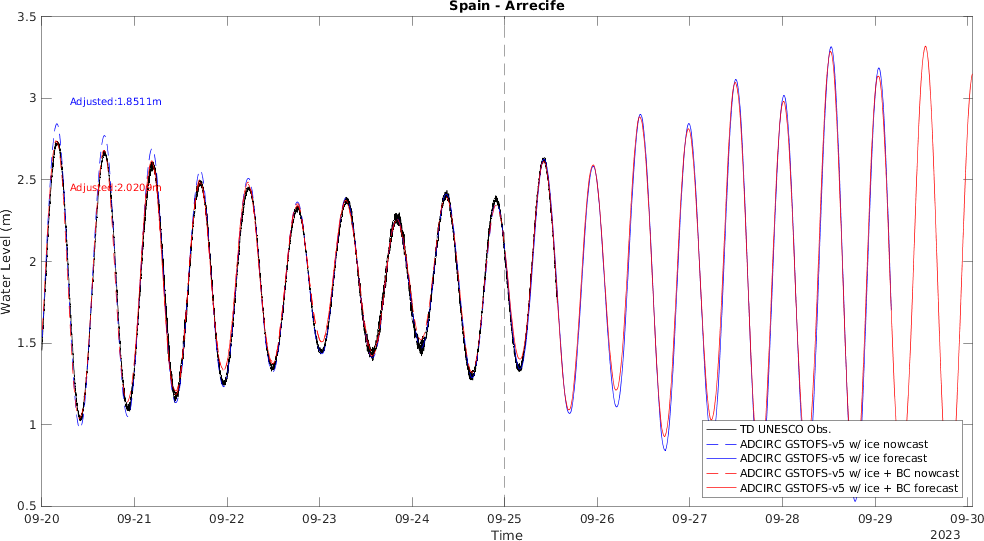 Spain - Arrecife
3.5
3
2.5
2
1.5
1
0.5
Water Level (m)
Adjusted:1.8511m
Adjusted:2.0209m
TD UNESCO Obs.
ADCIRC GSTOFS-v5 w/ ice nowcast
ADCIRC GSTOFS-v5 w/ ice forecast
ADCIRC GSTOFS-v5 w/ ice + BC nowcast
ADCIRC GSTOFS-v5 w/ ice + BC forecast
09-20 09-21 09-22 09-23 09-24 09-25 09-26 09-27 09-28 09-29 09-30
Time
2023